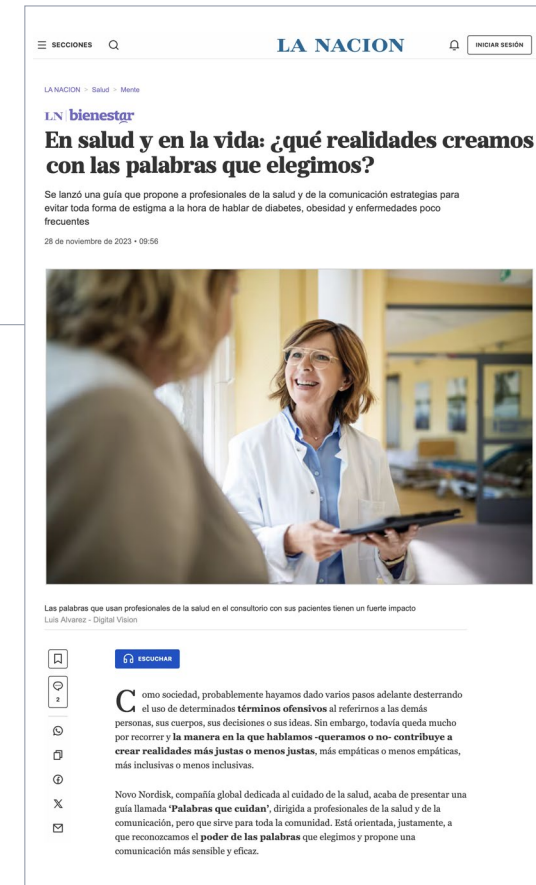 SECCIONES
LA NACION
INICIAR SESIÓN
LA NACION > Salud > Mente
LN bienestar
En salud y en la vida: ¿qué realidades creamos
con las palabras que elegimos?
Se lanzó una guía que propone a profesionales de la salud y de la comunicación estrategias para
evitar toda forma de estigma a la hora de hablar de diabetes, obesidad y enfermedades poco
frecuentes
28 de noviembre de 2023 • 09:56
Las palabras que usan profesionales de la salud en el consultorio con sus pacientes tienen un fuerte impacto
Luis Alvarez - Digital Vision
ESCUCHAR
2
Como sociedad, probablemente hayamos dado varios pasos adelante desterrando
el uso de determinados términos ofensivos al referirnos a las demás
personas, sus cuerpos, sus decisiones o sus ideas. Sin embargo, todavía queda mucho
por recorrer y la manera en la que hablamos -queramos o no- contribuye a
crear realidades más justas o menos justas, más empáticas o menos empáticas,
más inclusivas o menos inclusivas.
Novo Nordisk, compañía global dedicada al cuidado de la salud, acaba de presentar una
guía llamada ‘Palabras que cuidan’, dirigida a profesionales de la salud y de la
comunicación, pero que sirve para toda la comunidad. Está orientada, justamente, a
que reconozcamos el poder de las palabras que elegimos y propone una
comunicación más sensible y eficaz.